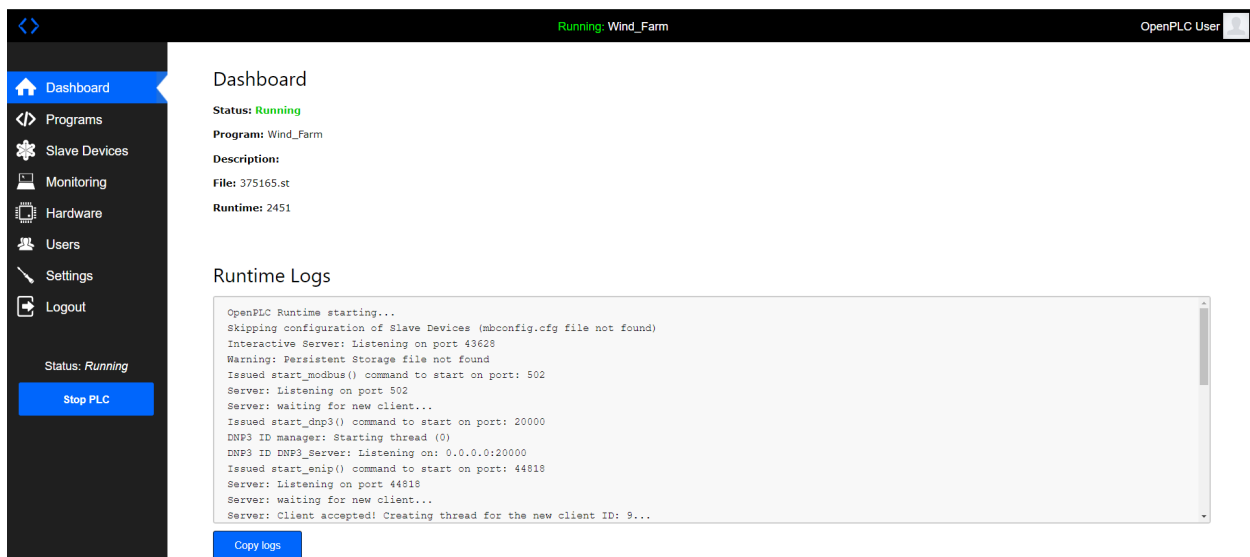 Running: Wind_Farm
OpenPLC User
Dashboard
Programs
Slave Devices
Monitoring
Hardware
Users
Settings
Logout
Status: Running
Stop PLC
Dashboard
Status: Running
Program: Wind_Farm
Description:
File: 375165.st
Runtime: 2451
Runtime Logs
OpenPLC Runtime starting...
Skipping configuration of Slave Devices (mbconfig.cfg file not found)
Interactive Server: Listening on port 43628
Warning: Persistent Storage file not found
Issued start_modbus() command to start on port: 502
Server: Listening on port 502
Server: waiting for new client...
Issued start_dnp3() command to start on port: 20000
DNP3 ID manager: Starting thread (0)
DNP3 ID DNP3_Server: Listening on: 0.0.0.0:20000
Issued start_enip() command to start on port: 44818
Server: Listening on port 44818
Server: waiting for new client...
Server: Client accepted! Creating thread for the new client ID: 9...
Copy logs